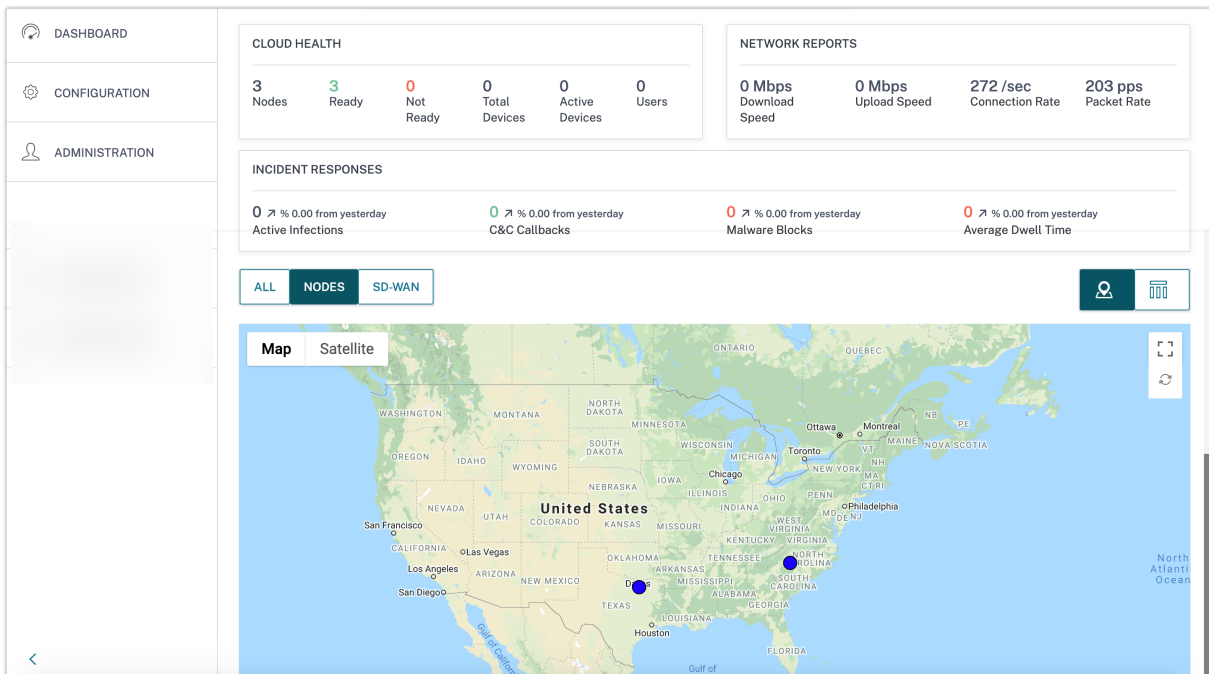 DASHBOARD
CONFIGURATION
ADMINISTRATION
CLOUD HEALTH
3
Nodes
3
Ready
0
Not
Ready
0
Total
Devices
0
Active
Devices
0
Users
NETWORK REPORTS
0 Mbps
Download
Speed
0 Mbps
Upload Speed
272 /sec
Connection Rate
203 pps
Packet Rate
INCIDENT RESPONSES
0 % 0.00 from yesterday
Active Infections
0 % 0.00 from yesterday
C&C Callbacks
0 % 0.00 from yesterday
Malware Blocks
0 % 0.00 from yesterday
Average Dwell Time
ALL
NODES
SD-WAN
Map
Satellite
ONTARIO
QUEBEC
WASHINGTON
MONTANA
NORTH
DAKOTA
MINNESOTA
Ottawa
Montreal
NB
PE
MAINE
NOVA SCOTIA
OREGON
IDAHO
WYOMING
SOUTH
DAKOTA
WISCONSIN
MICHIGAN
Toronto
VT
NH
NEW YORK
MA
CT RI
Chicago
IOWA
NEBRASKA
ILLINOIS
INDIANA
OHIO
PENN
Philadelphia
MD
DE
NJ
NEVADA
UTAH
COLORADO
United States
KANSAS
MISSOURI
WEST
VIRGINIA
KENTUCKY
VIRGINIA
San Francisco
CALIFORNIA
Las Vegas
Los Angeles
San Diego
ARIZONA
NEW MEXICO
OKLAHOMA
ARKANSAS
TENNESSEE
NORTH
ROLINA
SOUTH
CAROLINA
MISSISSIPPI
ALABAMA
GEORGIA
TEXAS
LOUISIANA
Houston
FLORIDA
Gulf of
Gulf of Californ
North
Atlanti
Ocean